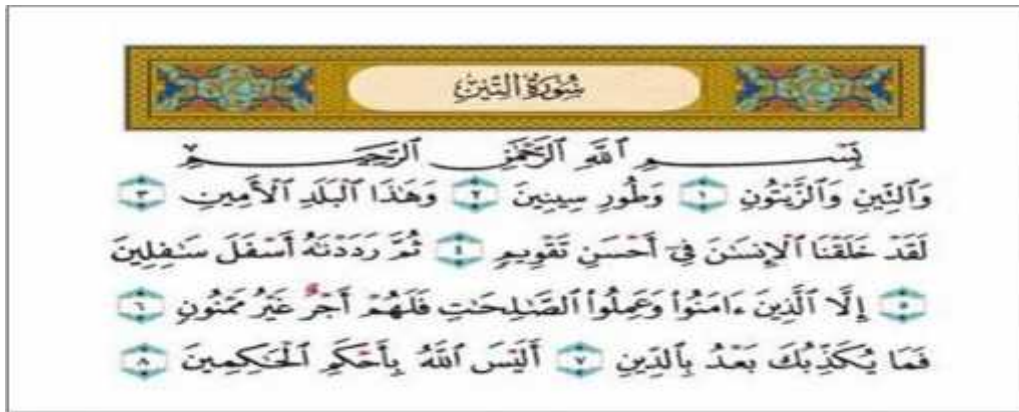 سُورَةُ التِّينِ
بِسْمِ ٱللَّهِ ٱلرَّحْمَٰنِ ٱلرَّحِيمِ
وَٱلتِّينِ وَٱلزَّيْتُونِ ١ وَطُورِ سِينِينَ ٢ وَهَٰذَا ٱلْبَلَدِ ٱلْأَمِينِ ٣
لَقَدْ خَلَقْنَا ٱلْإِنسَٰنَ فِىٓ أَحْسَنِ تَقْوِيمٍ ٤ ثُمَّ رَدَدْنَٰهُ أَسْفَلَ سَٰفِلِينَ
٥ إِلَّا ٱلَّذِينَ ءَامَنُوا۟ وَعَمِلُوا۟ ٱلصَّٰلِحَٰتِ فَلَهُمْ أَجْرٌ غَيْرُ مَمْنُونٍ ٦
فَمَا يُكَذِّبُكَ بَعْدُ بِٱلدِّينِ ٧ أَلَيْسَ ٱللَّهُ بِأَحْكَمِ ٱلْحَٰكِمِينَ ٨